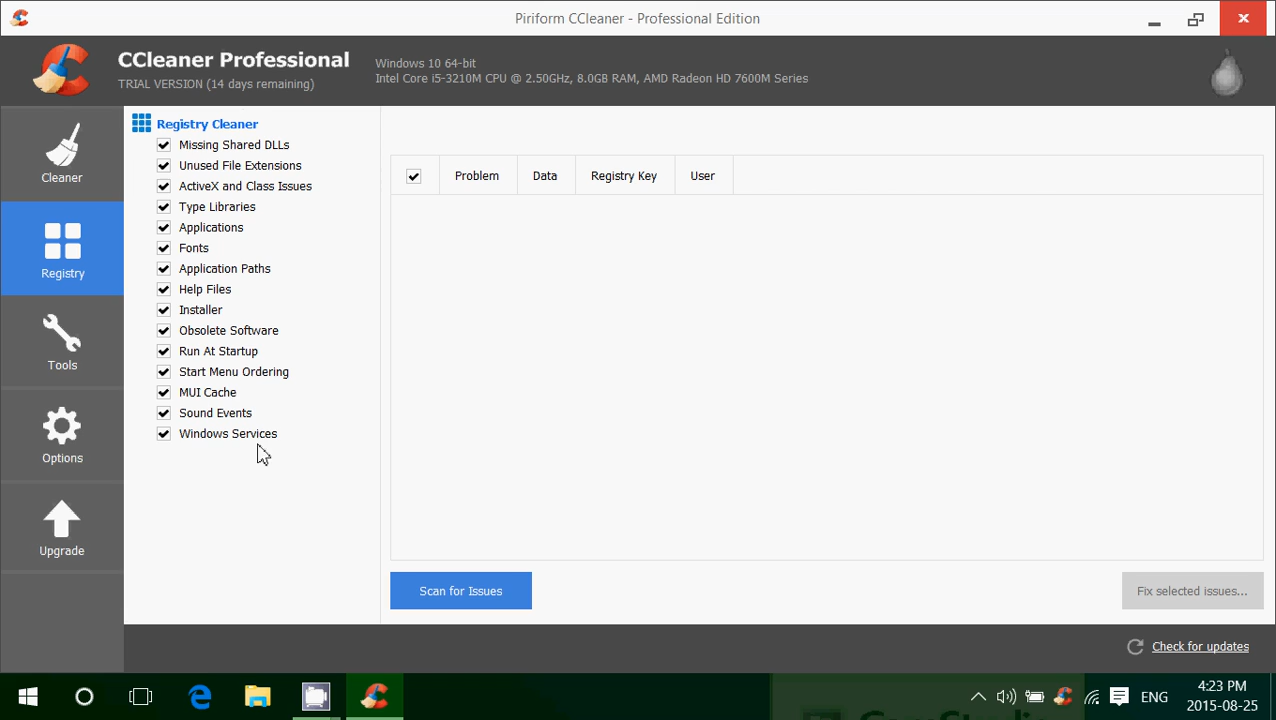 Piriform CCleaner - Professional Edition
CCleaner Professional
TRIAL VERSION (14 days remaining)
Windows 10 64-bit
Intel Core i5-3210M CPU @ 2.50GHz, 8.0GB RAM, AMD Radeon HD 7600M Series
Cleaner
Registry
Tools
Options
Upgrade
Registry Cleaner
Missing Shared DLLs
Unused File Extensions
ActiveX and Class Issues
Type Libraries
Applications
Fonts
Application Paths
Help Files
Installer
Obsolete Software
Run At Startup
Start Menu Ordering
MUI Cache
Sound Events
Windows Services
Problem Data Registry Key User
Scan for Issues
Fix selected issues...
Check for updates
ENG
4:23 PM
2015-08-25